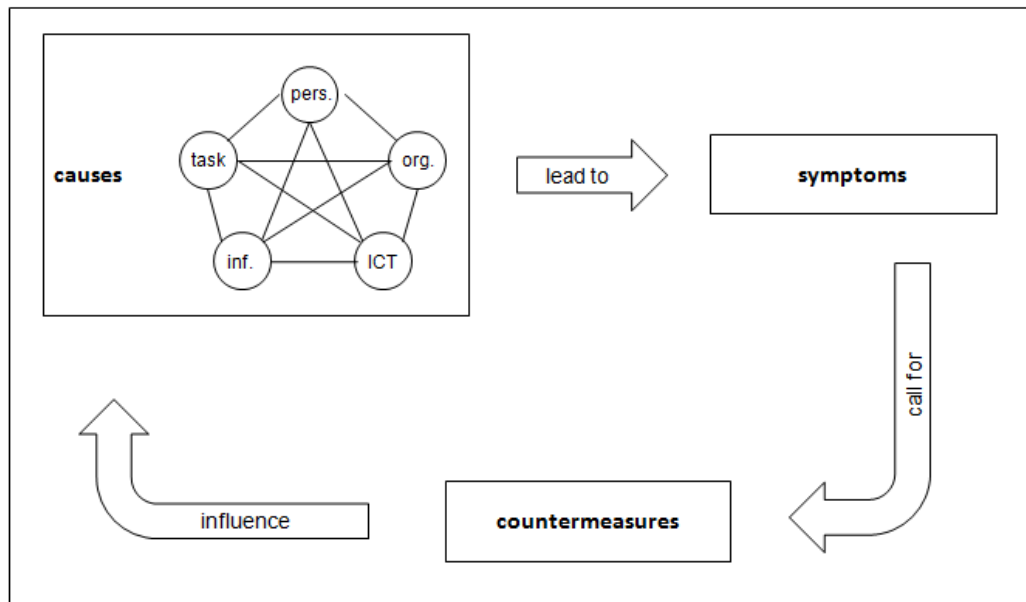 causes
pers.
task
org.
inf.
ICT
lead to
symptoms
call for
countermeasures
influence